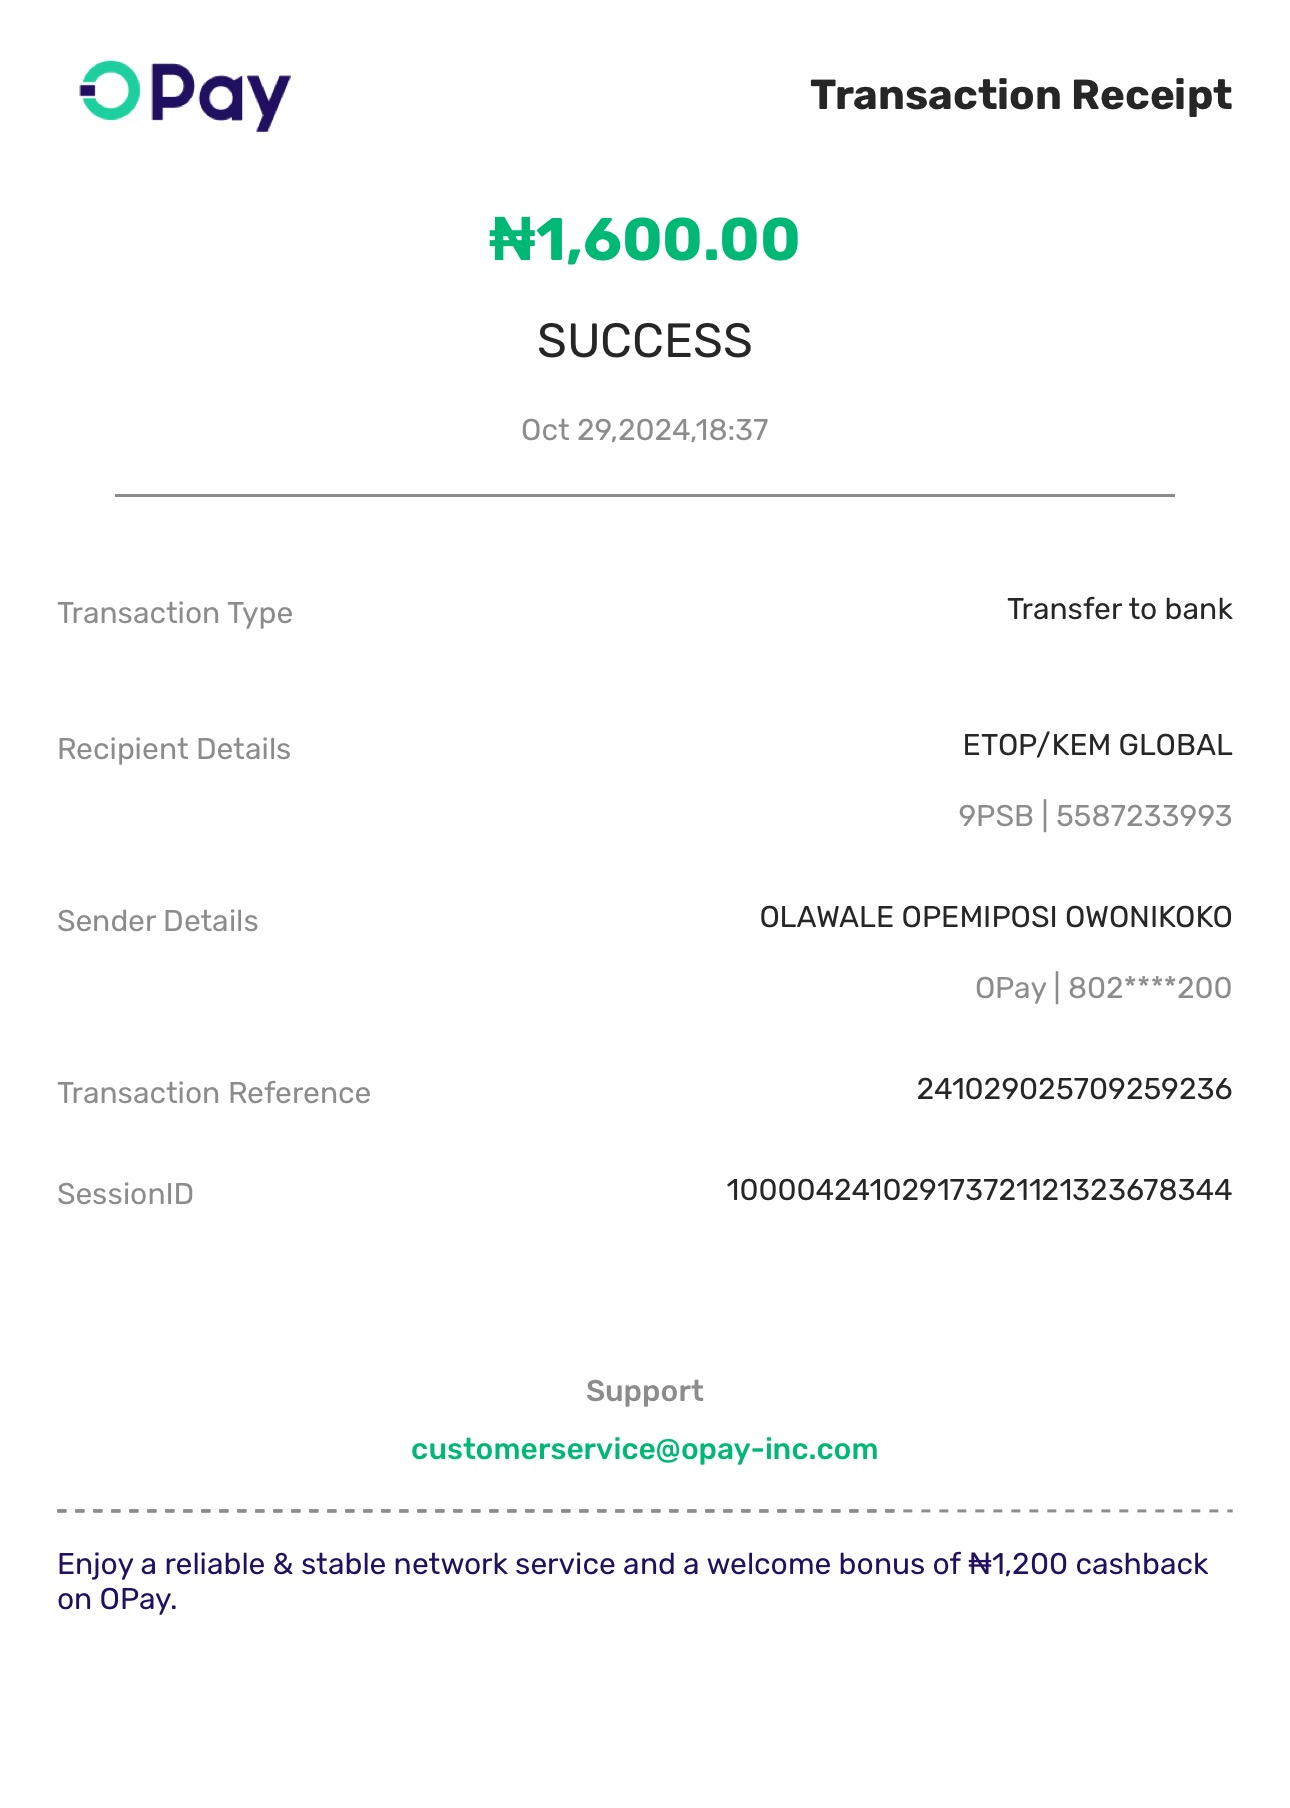 OPay
Transaction Receipt
₦1,600.00
SUCCESS
Oct 29,2024,18:37
Transaction Type
Transfer to bank
Recipient Details
ETOP/KEM GLOBAL
9PSB | 5587233993
Sender Details
OLAWALE OPEMIPOSI OWONIKOKO
OPay | 802****200
Transaction Reference
241029025709259236
SessionID
100004241029173721121323678344
Support
customerservice@opay-inc.com
Enjoy a reliable & stable network service and a welcome bonus of ₦1,200 cashback
on OPay.